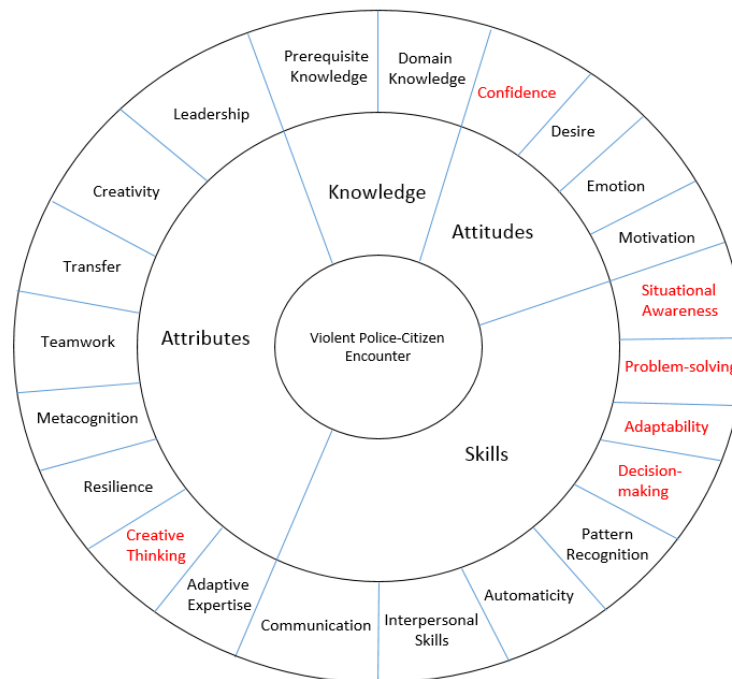 Prerequisite
Knowledge
Domain
Knowledge
Confidence
Desire
Emotion
Motivation
Situational
Awareness
Problem-solving
Adaptability
Decision-
making
Pattern
Recognition
Automaticity
Interpersonal
Skills
Communication
Adaptive
Expertise
Creative
Thinking
Resilience
Metacognition
Teamwork
Transfer
Creativity
Leadership
Knowledge
Attitudes
Skills
Attributes
Violent Police-Citizen
Encounter